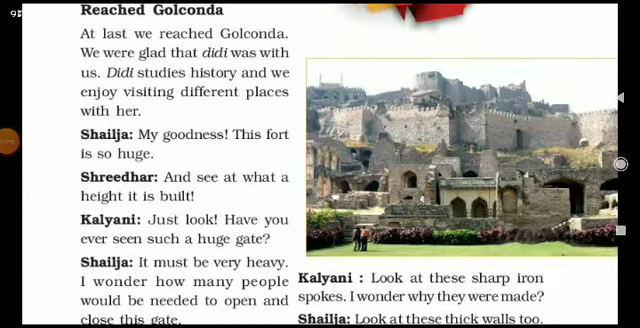 Reached Golconda
At last we reached Golconda.
We were glad that didi was with
us. Didi studies history and we
enjoy visiting different places
with her.
Shailja: My goodness! This fort
is so huge.
Shreedhar: And see at what a
height it is built!
Kalyani: Just look! Have you
ever seen such a huge gate?
Shailja: It must be very heavy.
I wonder how many people
would be needed to open and
close this gate.
Kalyani : Look at these sharp iron
spokes. I wonder why they were made?
Shailja: Look at these thick walls too.